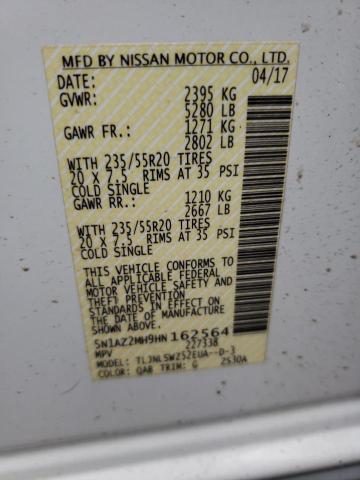 MFD BY NISSAN MOTOR CO., LTD.
DATE: 04/17
GVWR: 2395 KG
5280 LB
GAWR FR.: 1271 KG
2802 LB
WITH 235/55R20 TIRES
20 X 7.5 RIMS AT 35 PSI
COLD SINGLE
GAWR RR.: 1210 KG
2667 LB
WITH 235/55R20 TIRES
20 X 7.5 RIMS AT 35 PSI
COLD SINGLE
THIS VEHICLE CONFORMS TO
ALL APPLICABLE FEDERAL
MOTOR VEHICLE SAFETY AND
THEFT PREVENTION
STANDARDS IN EFFECT ON
THE DATE OF MANUFACTURE
SHOWN ABOVE.
5N1AZ2MH9HN 162564
MPV 227338
MODEL: TLJNLSWZ52EUA--D-3
COLOR: QAB TRIM: G 2530A